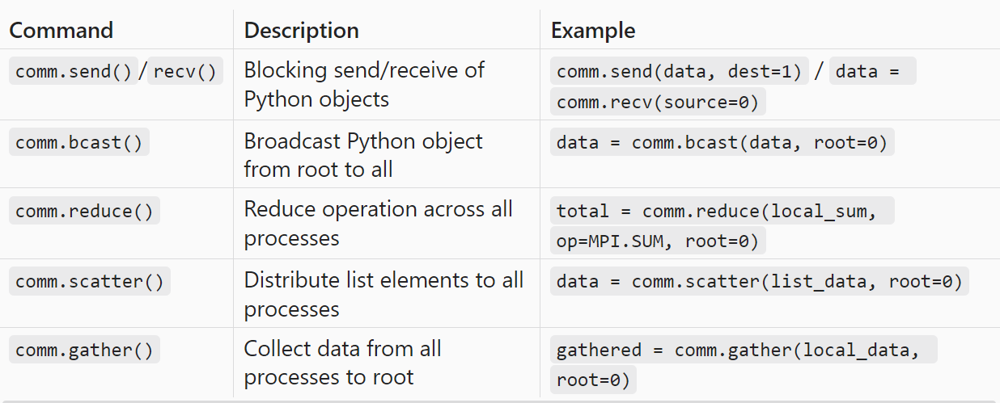 Command Description Example
comm.send() / recv() Blocking send/receive of comm.send(data, dest=1) / data =
Python objects comm.recv(source=0)
comm.bcast() Broadcast Python object data = comm.bcast(data, root=0)
from root to all
comm.reduce() Reduce operation across all total = comm.reduce(local_sum,
processes op=MPI.SUM, root=0)
comm.scatter() Distribute list elements to all data = comm.scatter(list_data, root=0)
processes
comm.gather() Collect data from all gathered = comm.gather(local_data,
processes to root root=0)